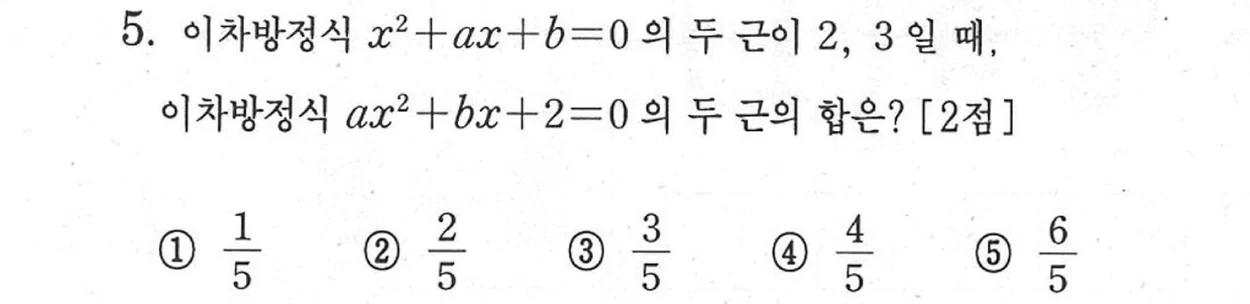 5. 이차방정식 x²+ax+b=0 의 두 근이 2, 3 일 때,
이차방정식 ax²+bx+2=0 의 두 근의 합은? [2점]
① 1/5 ② 2/5 ③ 3/5 ④ 4/5 ⑤ 6/5